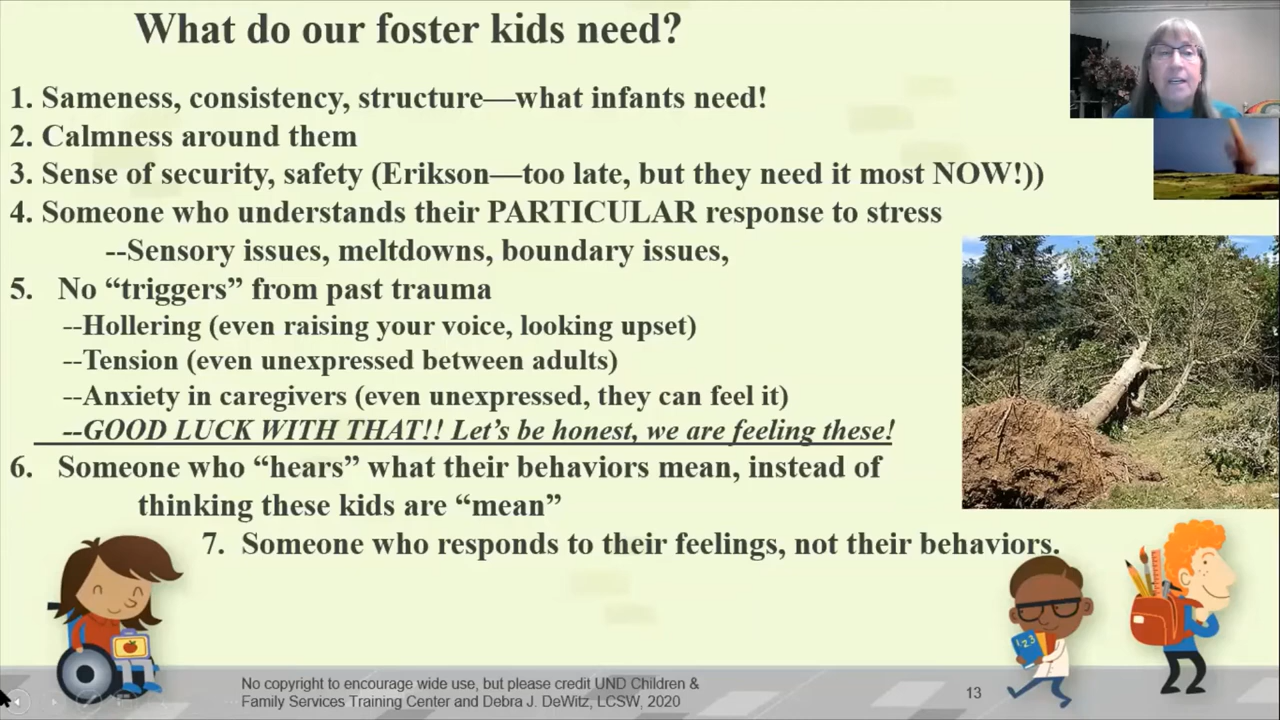 What do our foster kids need?
1. Sameness, consistency, structure—what infants need!
2. Calmness around them
3. Sense of security, safety (Erikson—too late, but they need it most NOW!))
4. Someone who understands their PARTICULAR response to stress
--Sensory issues, meltdowns, boundary issues,
5. No “triggers” from past trauma
--Hollering (even raising your voice, looking upset)
--Tension (even unexpressed between adults)
--Anxiety in caregivers (even unexpressed, they can feel it)
--GOOD LUCK WITH THAT!! Let’s be honest, we are feeling these!
6. Someone who “hears” what their behaviors mean, instead of
thinking these kids are “mean”
7. Someone who responds to their feelings, not their behaviors.
1,2,3
No copyright to encourage wide use, but please credit UND Children &
Family Services Training Center and Debra J. DeWitz, LCSW, 2020
13